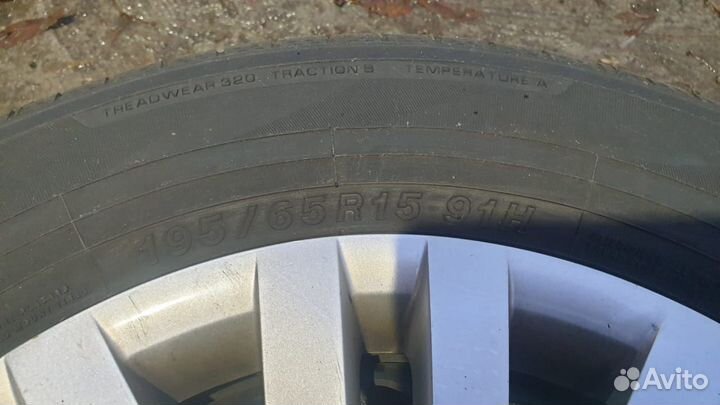 TREADWEAR 320 TRACTION B TEMPERATURE A
195/65R15 91H
Avito